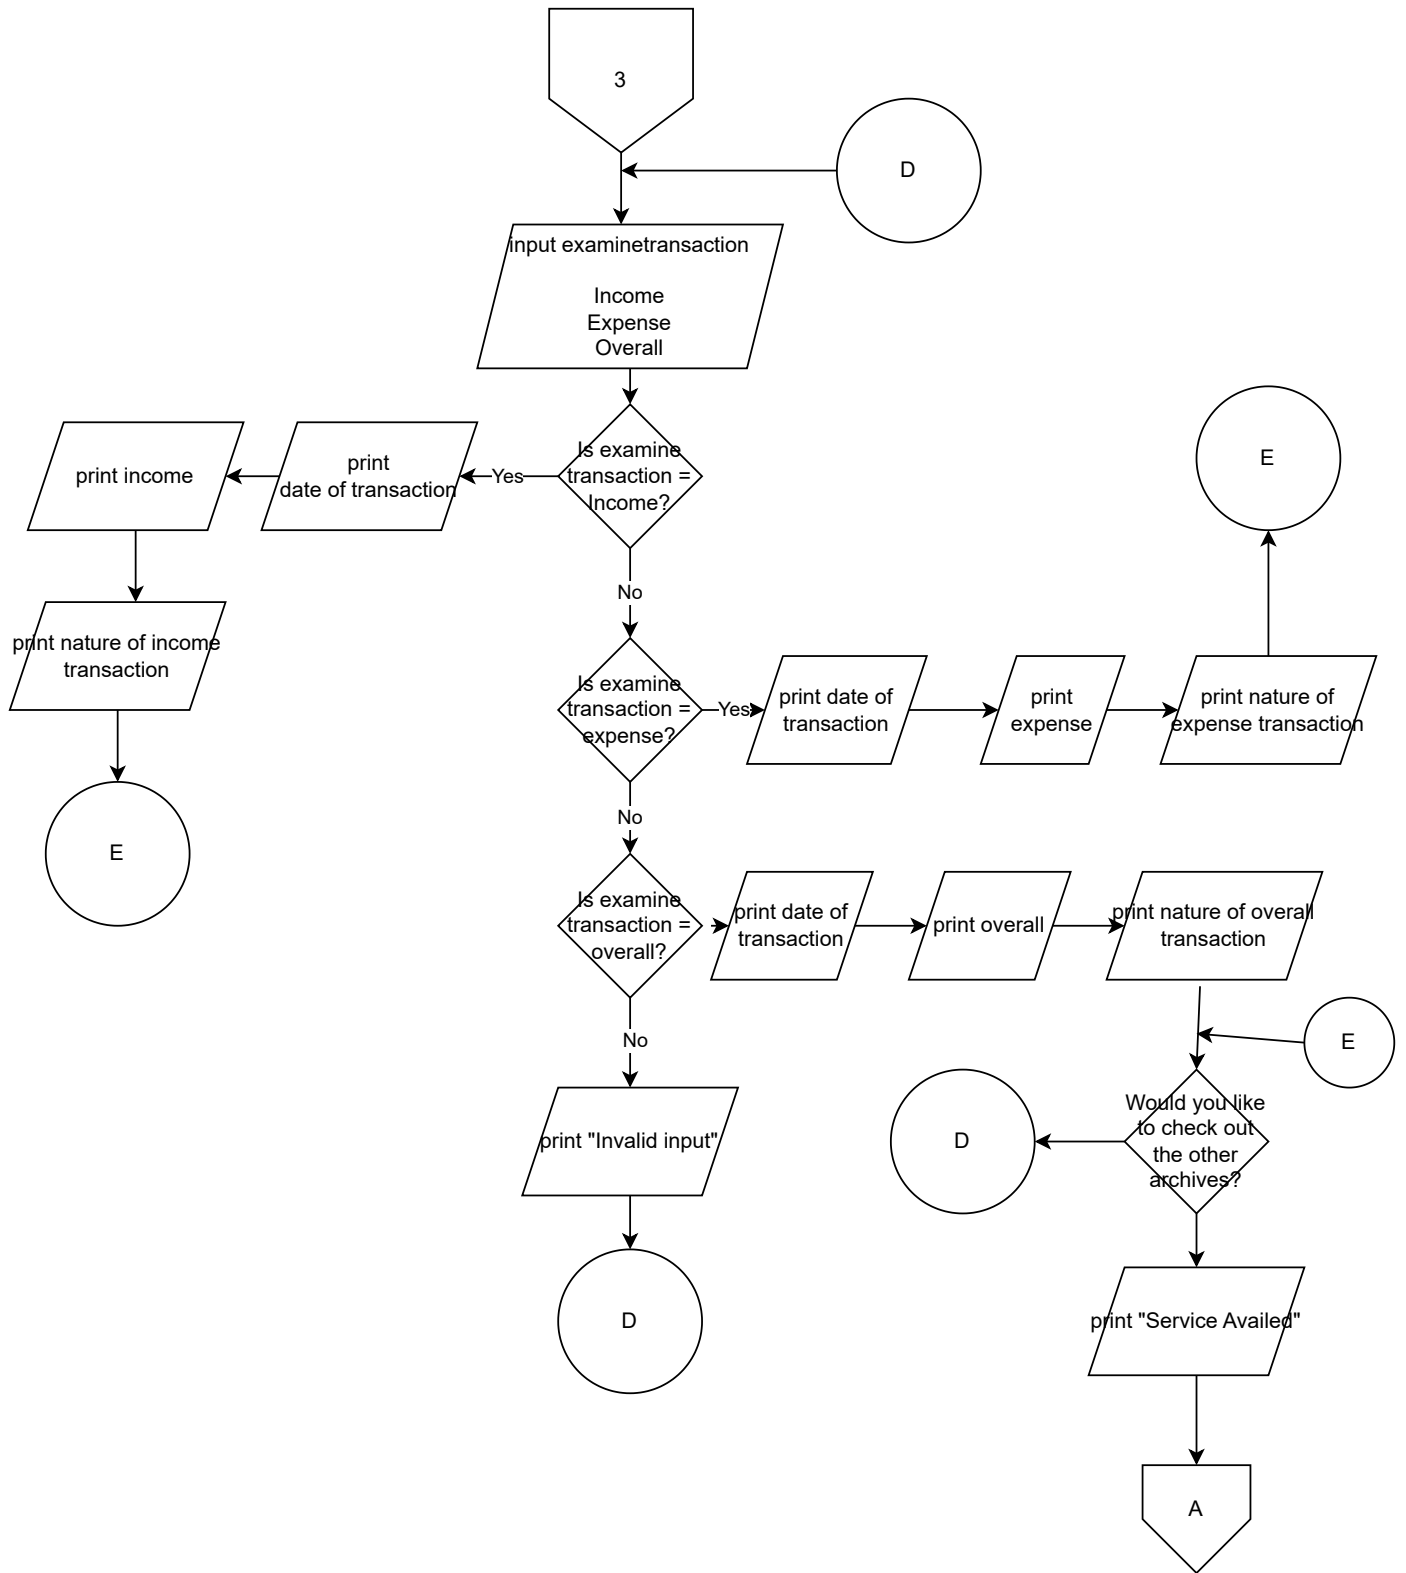 3
D
input examinetransaction
Income
Expense
Overall
print income
print
date of transaction
Yes
Is examine
transaction =
Income?
E
No
print nature of income
transaction
Is examine
transaction =
expense?
Yes
print date of
transaction
print
expense
print nature of
expense transaction
No
E
Is examine
transaction =
overall?
print date of
transaction
print overall
print nature of overall
transaction
No
E
print "Invalid input"
D
Would you like
to check out
the other
archives?
D
print "Service Availed"
A